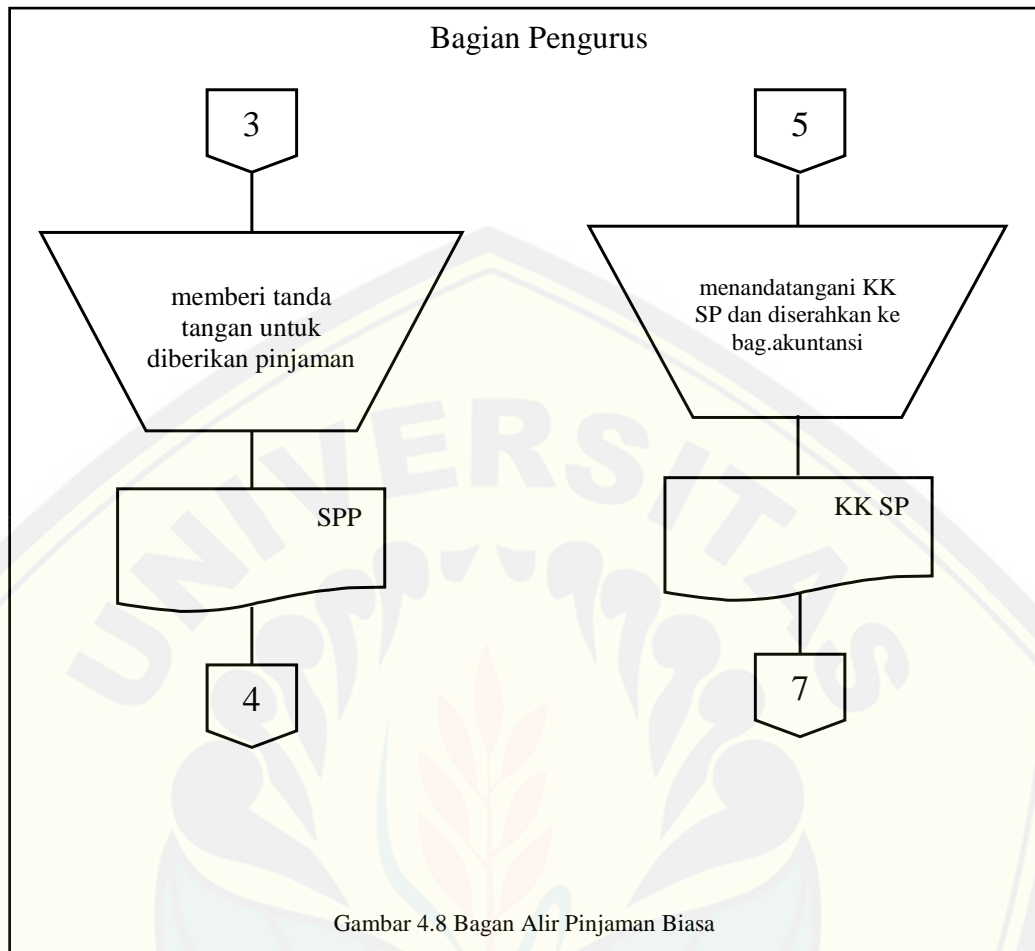 Bagian Pengurus
3
memberi tanda
tangan untuk
diberikan pinjaman
SPP
4
5
menandatangani KK
SP dan diserahkan ke
bag.akuntansi
KK SP
7
UNIVERSITAS
Gambar 4.8 Bagan Alir Pinjaman Biasa